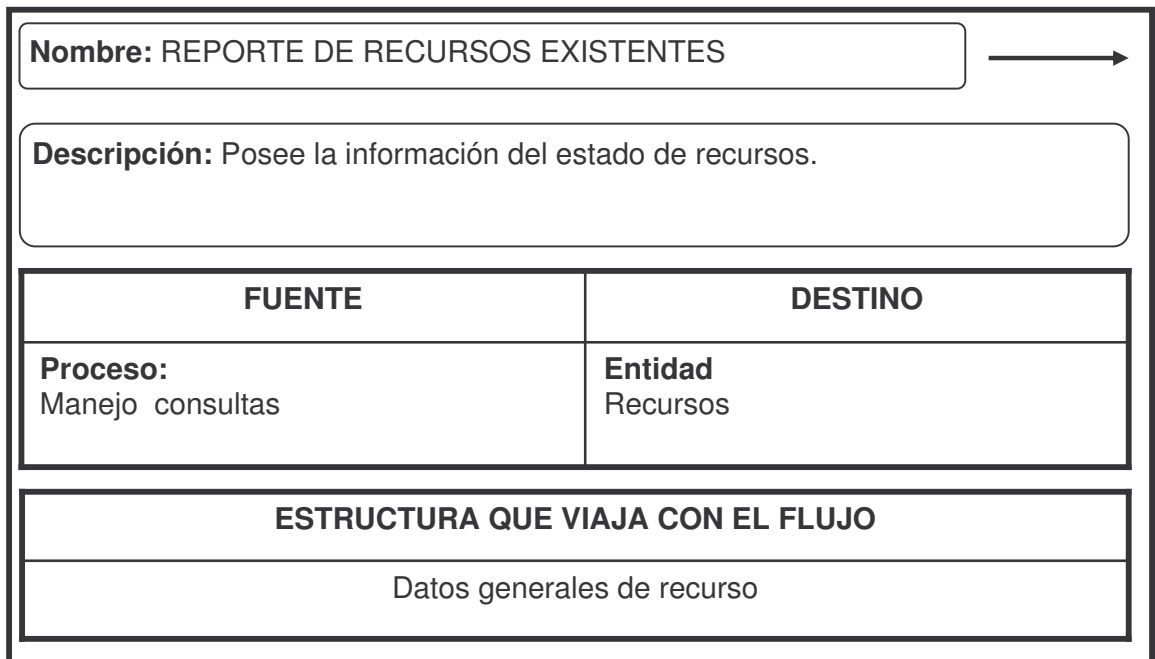 Nombre: REPORTE DE RECURSOS EXISTENTES
Descripción: Posee la información del estado de recursos.
FUENTE
DESTINO
Proceso:
Manejo consultas
Entidad
Recursos
ESTRUCTURA QUE VIAJA CON EL FLUJO
Datos generales de recurso